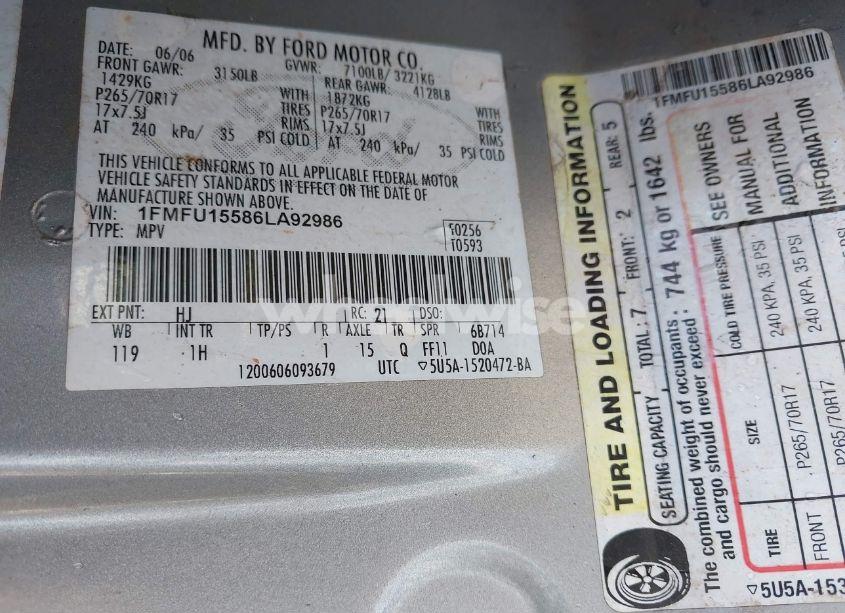 MFD. BY FORD MOTOR CO.
DATE: 06/06 GVWR: 7100LB/ 3221KG
FRONT GAWR: 3150LB REAR GAWR: 4128LB
1429KG WITH 1872KG WITH
P265/70R17 TIRES P265/70R17 TIRES
17x7.5J RIMS 17x7.5J RIMS
AT 240 kPa/ 35 PSI COLD AT 240 kPa/ 35 PSI COLD
THIS VEHICLE CONFORMS TO ALL APPLICABLE FEDERAL MOTOR
VEHICLE SAFETY STANDARDS IN EFFECT ON THE DATE OF
MANUFACTURE SHOWN ABOVE.
VIN: 1FMFU15586LA92986
TYPE: MPV
E0256
T0593
EXT PNT: HJ RC: 21 DSO:
WB INT TR TP/PS R AXLE TR SPR 6B714
119 1H 1 15 Q FF11 DOA
1200606093679 UTC ▽5U5A-1520472-BA
wheelwise
1FMFU15586LA92986
TIRE AND LOADING INFORMATION
SEATING CAPACITY TOTAL: 7 FRONT: 2 REAR: 5
The combined weight of occupants
and cargo should never exceed: 744 kg or 1642 lbs.
TIRE SIZE COLD TIRE PRESSURE SEE OWNERS
MANUAL FOR
ADDITIONAL
INFORMATION
FRONT P265/70R17 240 KPA, 35 PSI
P265/70R17 240 KPA, 35 PSI
▽5U5A-153